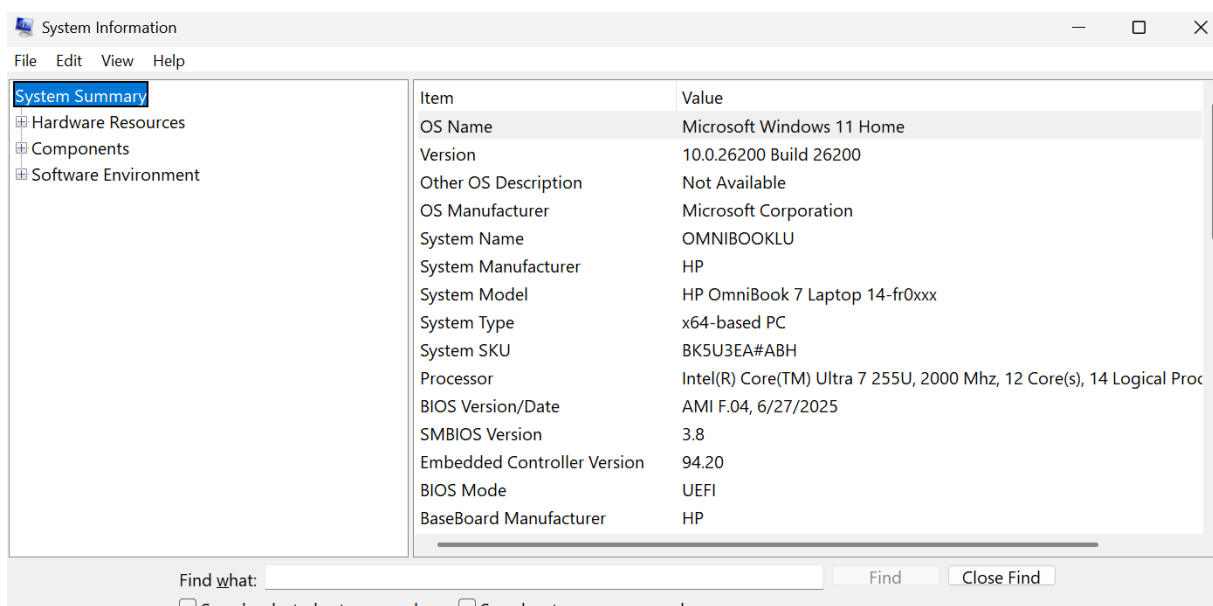 System Information
File Edit View Help
System Summary
Hardware Resources
Components
Software Environment
Item Value
OS Name Microsoft Windows 11 Home
Version 10.0.26200 Build 26200
Other OS Description Not Available
OS Manufacturer Microsoft Corporation
System Name OMNIBOOKLU
System Manufacturer HP
System Model HP OmniBook 7 Laptop 14-fr0xxx
System Type x64-based PC
System SKU BK5U3EA#ABH
Processor Intel(R) Core(TM) Ultra 7 255U, 2000 Mhz, 12 Core(s), 14 Logical
BIOS Version/Date AMI F.04, 6/27/2025
SMBIOS Version 3.8
Embedded Controller Version 94.20
BIOS Mode UEFI
BaseBoard Manufacturer HP
Find what: Find Close Find